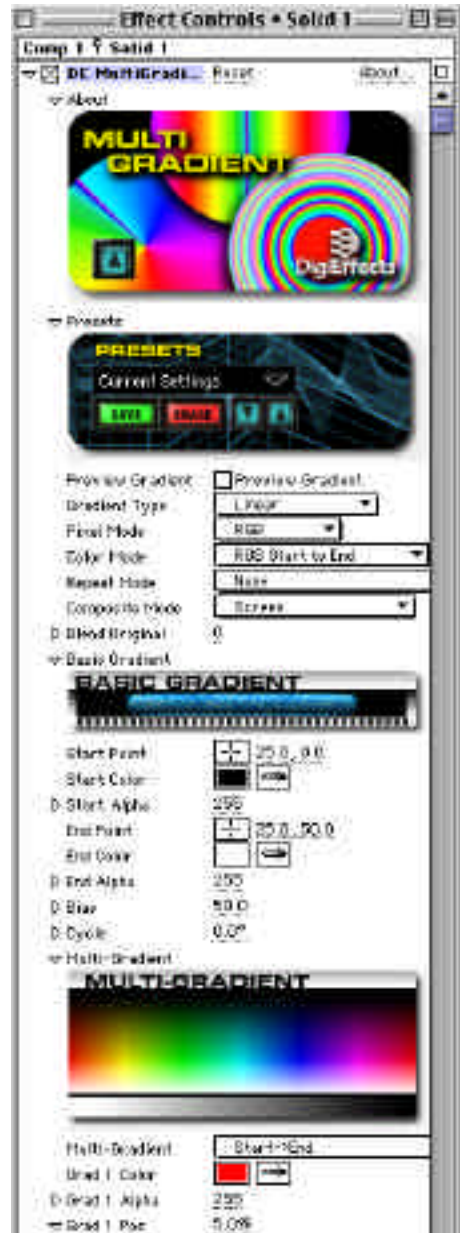 Effect Controls • Solid 1
Comp 1 Solid 1
DE MultiGradi... Reset About...
About
MULTI
GRADIENT
DigiEffects
Presets
PRESETS
Current Settings
SAVE ERASE
Preview Gradient Preview Gradient
Gradient Type Linear
Pixel Mode RGB
Color Mode RGB Start to End
Repeat Mode None
Composite Mode Screen
Blend Original 0
Basic Gradient
BASIC GRADIENT
Start Point 25.0, 0.0
Start Color
Start Alpha 255
End Point 25.0, 50.0
End Color
End Alpha 255
Bias 50.0
Cycle 0.0°
Multi-Gradient
MULTI-GRADIENT
Multi-Gradient Start->End
Grad 1 Color
Grad 1 Alpha 255
Grad 1 Pos 5.0%